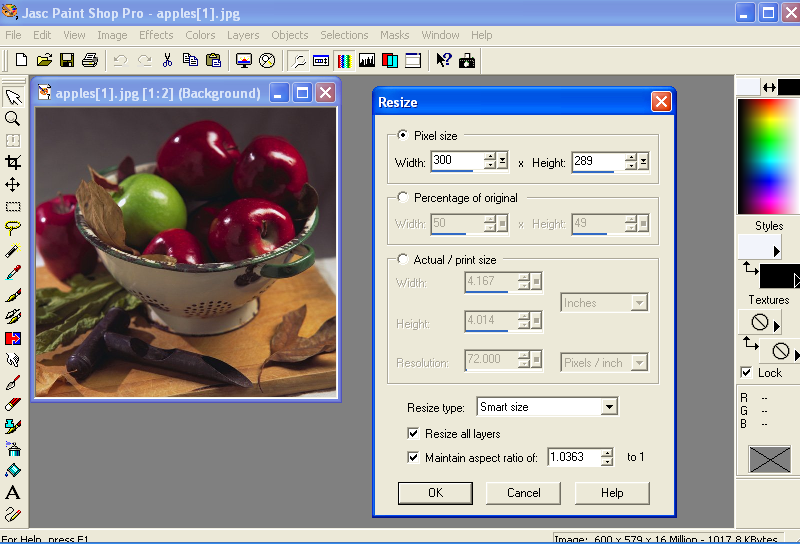 Jasc Paint Shop Pro - apples[1].jpg
File Edit View Image Effects Colors Layers Objects Selections Masks Window Help
apples[1].jpg [1:2] (Background)
Resize
Pixel size
Width: 300 x Height: 289
Percentage of original
Width: 50 x Height: 49
Actual / print size
Width: 4.167
Inches
Height: 4.014
Resolution: 72.000 Pixels / inch
Resize type: Smart size
Resize all layers
Maintain aspect ratio of: 1.0363 to 1
OK Cancel Help
Styles
Textures
Lock
R --
G --
B --
A
For Help, press F1
Image: 600 x 579 x 16 Million - 1017.8 KBytes